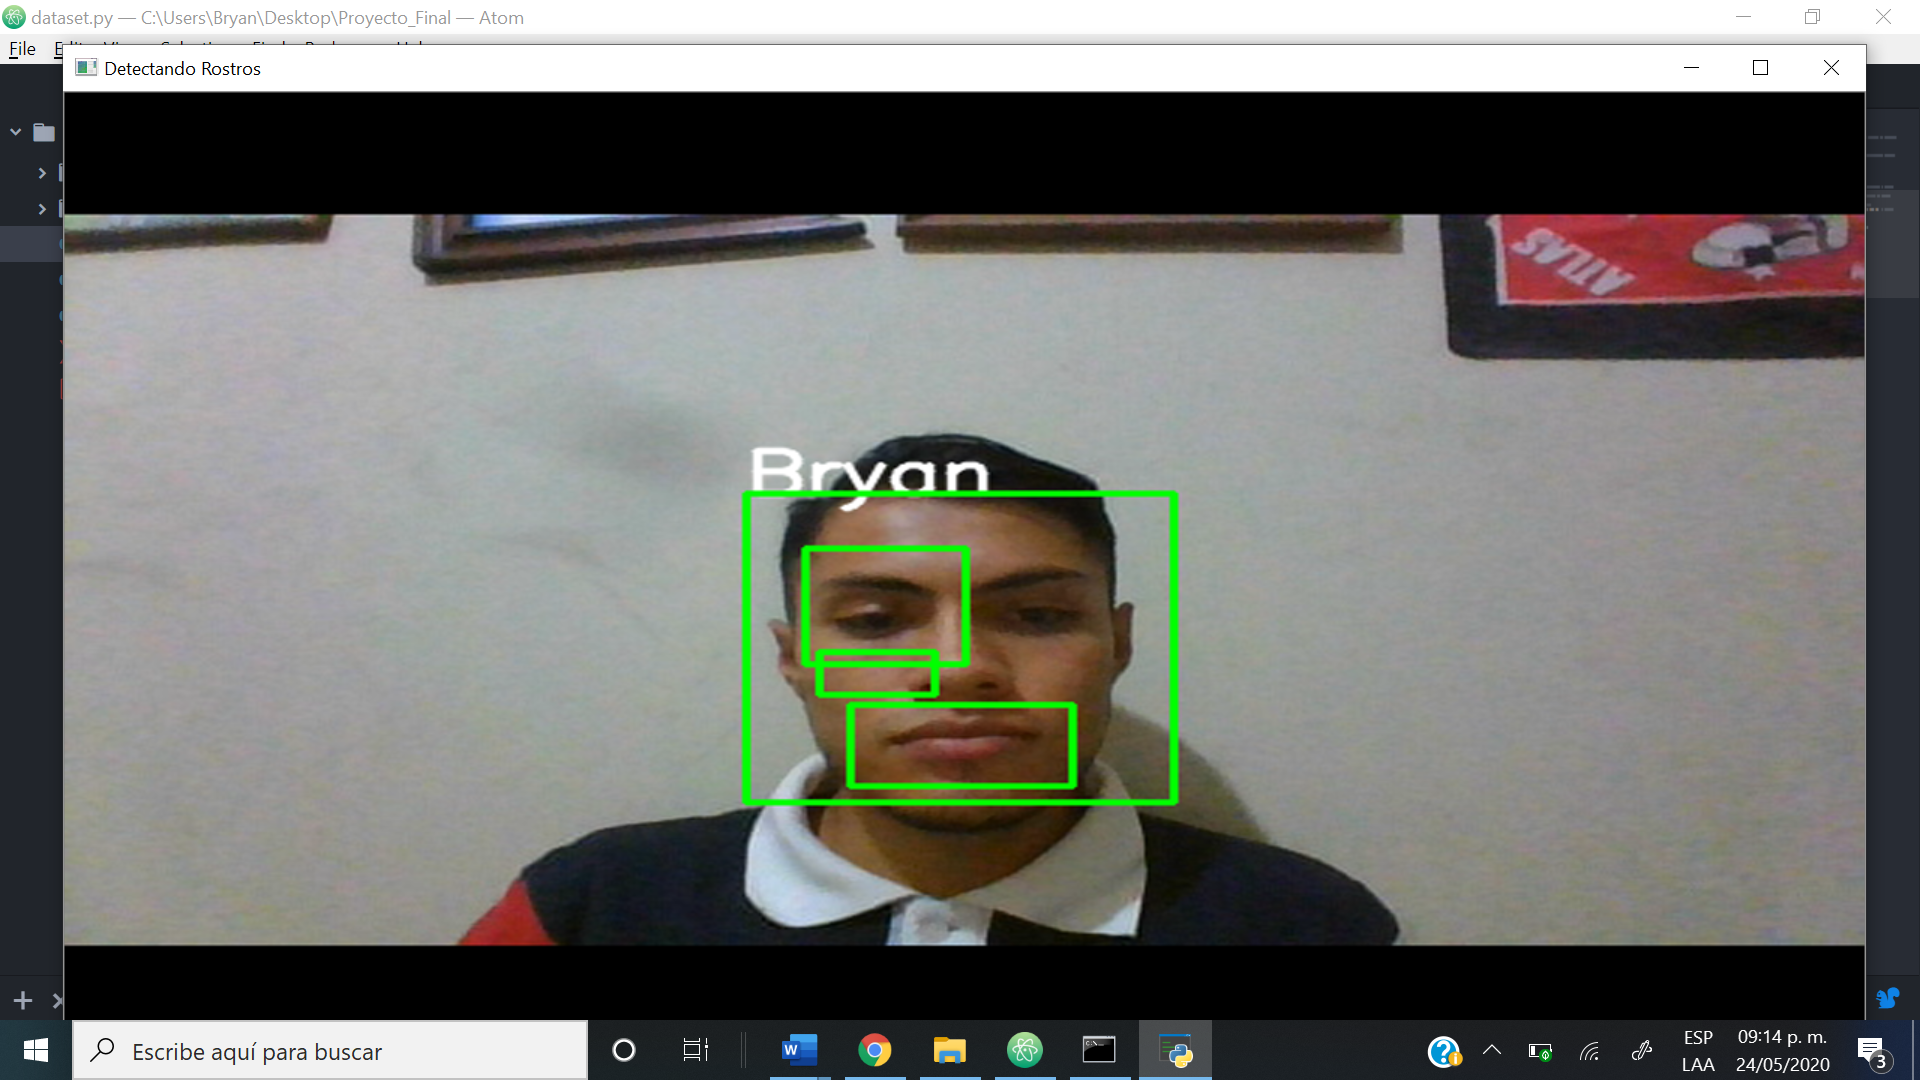 dataset.py — C:\Users\Bryan\Desktop\Proyecto_Final — Atom
File
Detectando Rostros
ATLAS
Bryan
Escribe aquí para buscar
ESP
LAA
09:14 p. m.
24/05/2020
3